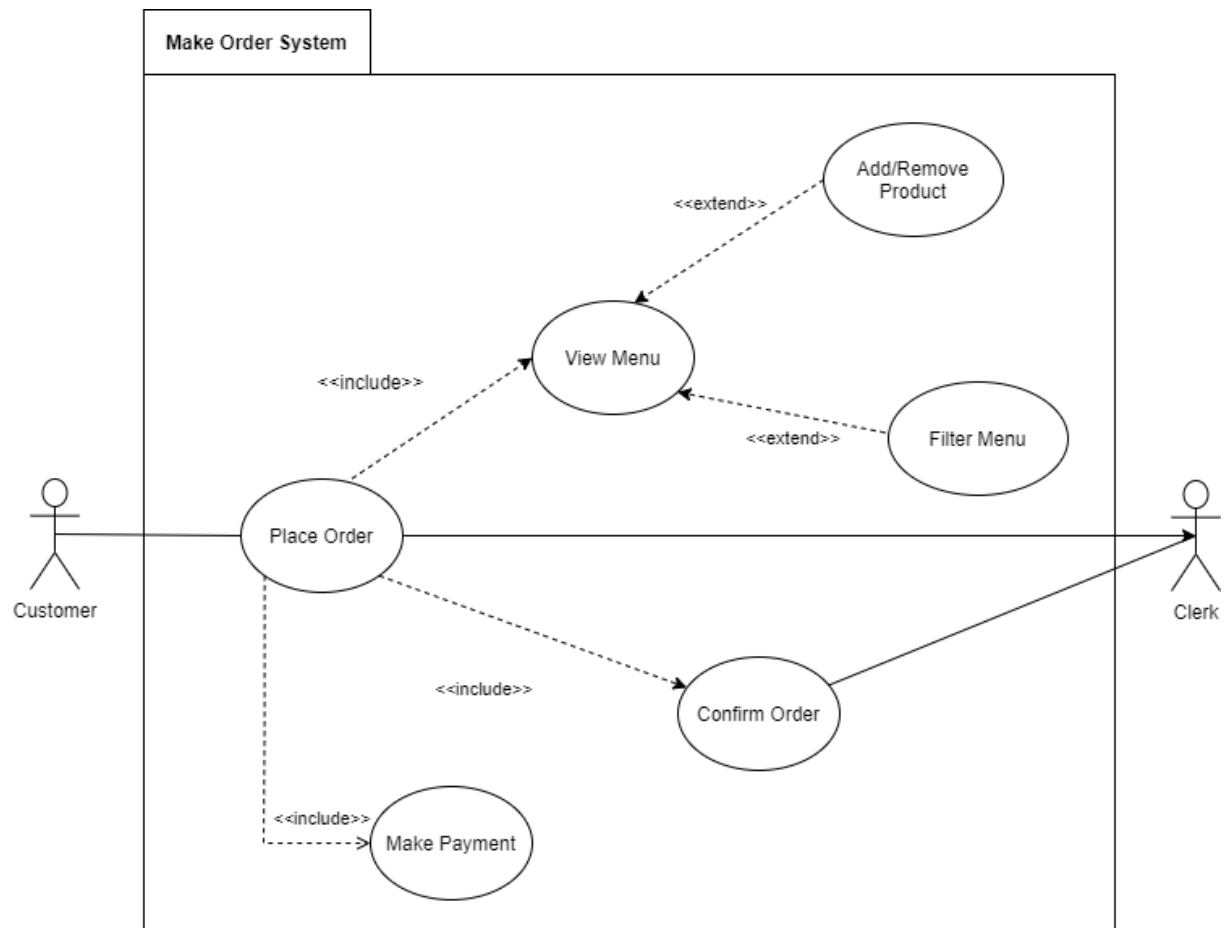 Make Order System
Add/Remove
Product
<<extend>>
View Menu
<<include>>
Filter Menu
<<extend>>
Place Order
Customer
Clerk
<<include>>
Confirm Order
<<include>>
Make Payment